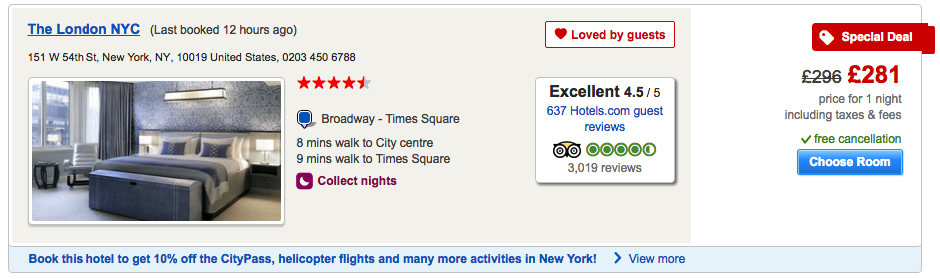 The London NYC (Last booked 12 hours ago)
Loved by guests
Special Deal
151 W 54th St, New York, NY, 10019 United States, 0203 450 6788
Broadway - Times Square
8 mins walk to City centre
9 mins walk to Times Square
Collect nights
Excellent 4.5 / 5
637 Hotels.com guest
reviews
3,019 reviews
£296 £281
price for 1 night
including taxes & fees
free cancellation
Choose Room
Book this hotel to get 10% off the CityPass, helicopter flights and many more activities in New York! View more